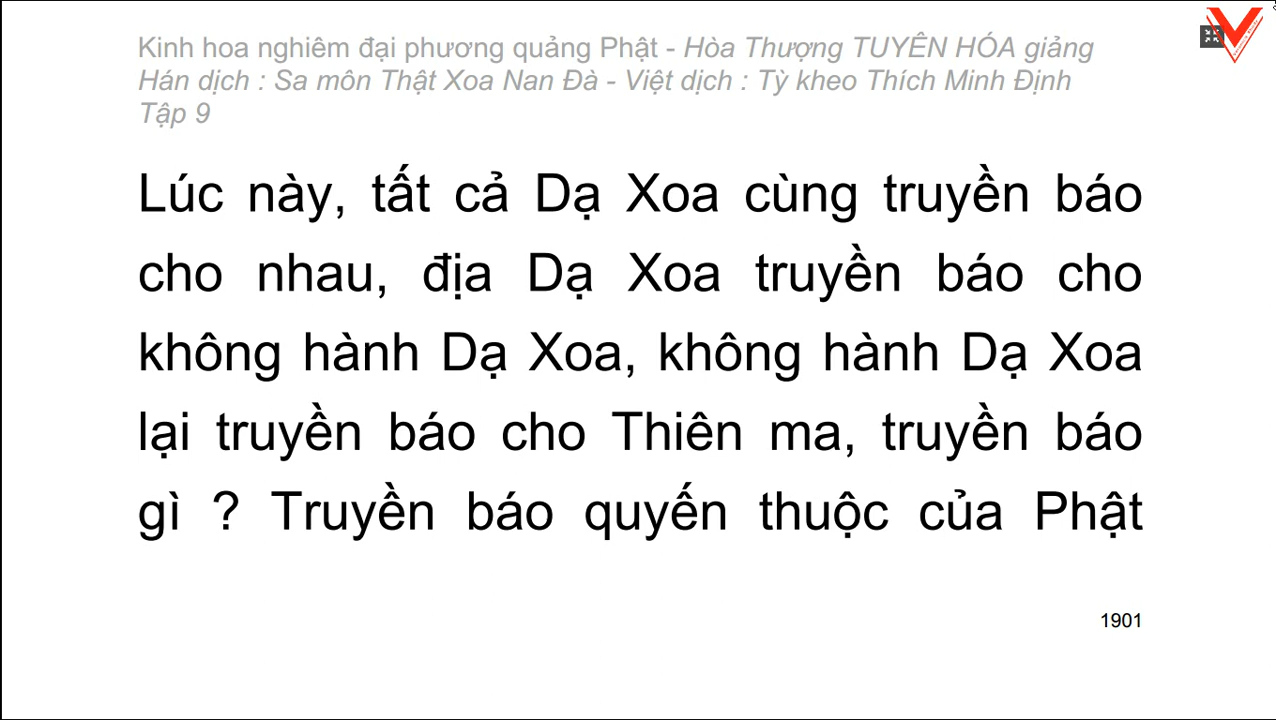 Kinh hoa nghiêm đại phương quảng Phật - Hòa Thượng TUYÊN HÓA giảng
Hán dịch : Sa môn Thật Xoa Nan Đà - Việt dịch : Tỳ kheo Thích Minh Định
Tập 9
Lúc này, tất cả Dạ Xoa cùng truyền báo
cho nhau, địa Dạ Xoa truyền báo cho
không hành Dạ Xoa, không hành Dạ Xoa
lại truyền báo cho Thiên ma, truyền báo
gì ? Truyền báo quyến thuộc của Phật
1901